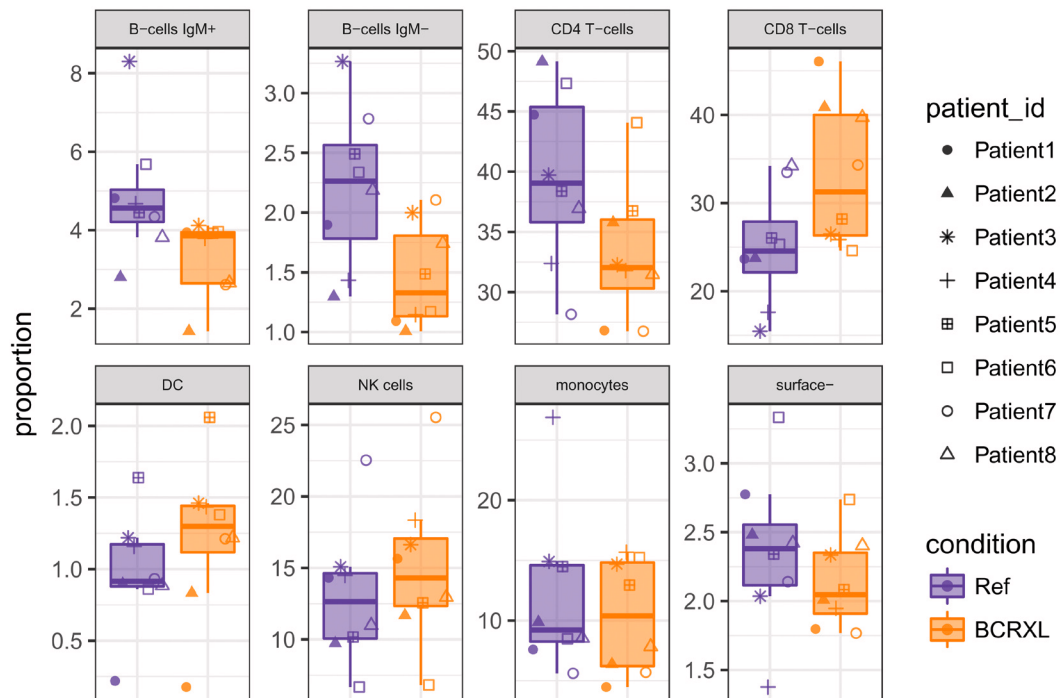 B−cells IgM+ B−cells IgM− CD4 T−cells CD8 T−cells
8
6
4
2
3.0
2.5
2.0
1.5
1.0
50
45
40
35
30
40
30
20
DC NK cells monocytes surface−
2.0
1.5
1.0
0.5
25
20
15
10
20
10
3.0
2.5
2.0
1.5
proportion
patient_id
Patient1
Patient2
Patient3
Patient4
Patient5
Patient6
Patient7
Patient8
condition
Ref
BCRXL